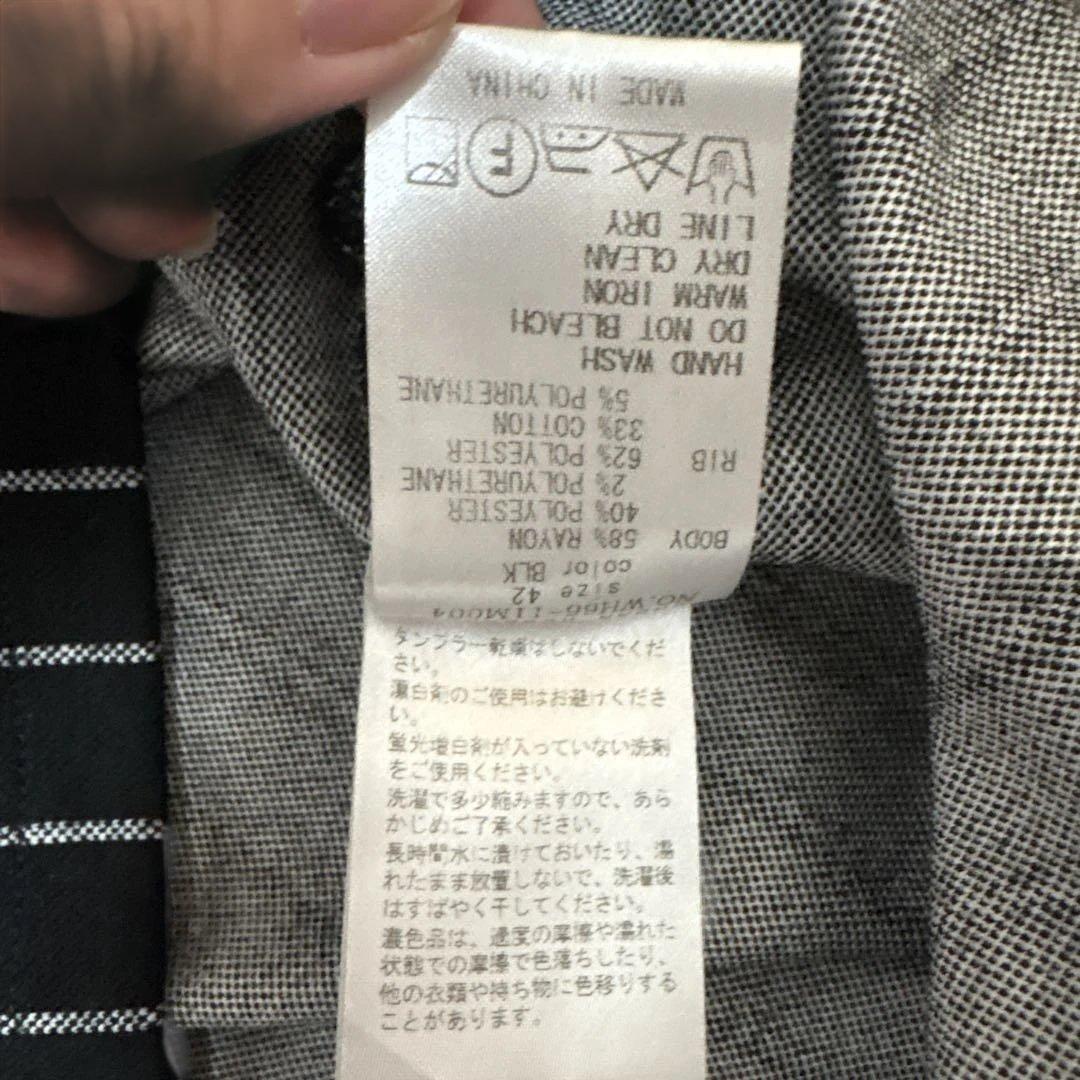 NO.WH66-11M004
size 42
color BLK
BODY 58% RAYON
40% POLYESTER
2% POLYURETHANE
RIB 62% POLYESTER
33% COTTON
5% POLYURETHANE
HAND WASH
DO NOT BLEACH
WARM IRON
DRY CLEAN
LINE DRY
F
MADE IN CHINA
タンブラー乾燥はしないでくだ
さい。
漂白剤のご使用はお避けくださ
い。
蛍光増白剤が入っていない洗剤
をご使用ください。
洗濯で多少縮みますので、あら
かじめご了承ください。
長時間水に漬けておいたり、濡
れたまま放置しないで、洗濯後
はすばやく干してください。
濃色品は、過度の摩擦や濡れた
状態での摩擦で色落ちしたり、
他の衣類や持ち物に色移りする
ことがあります。